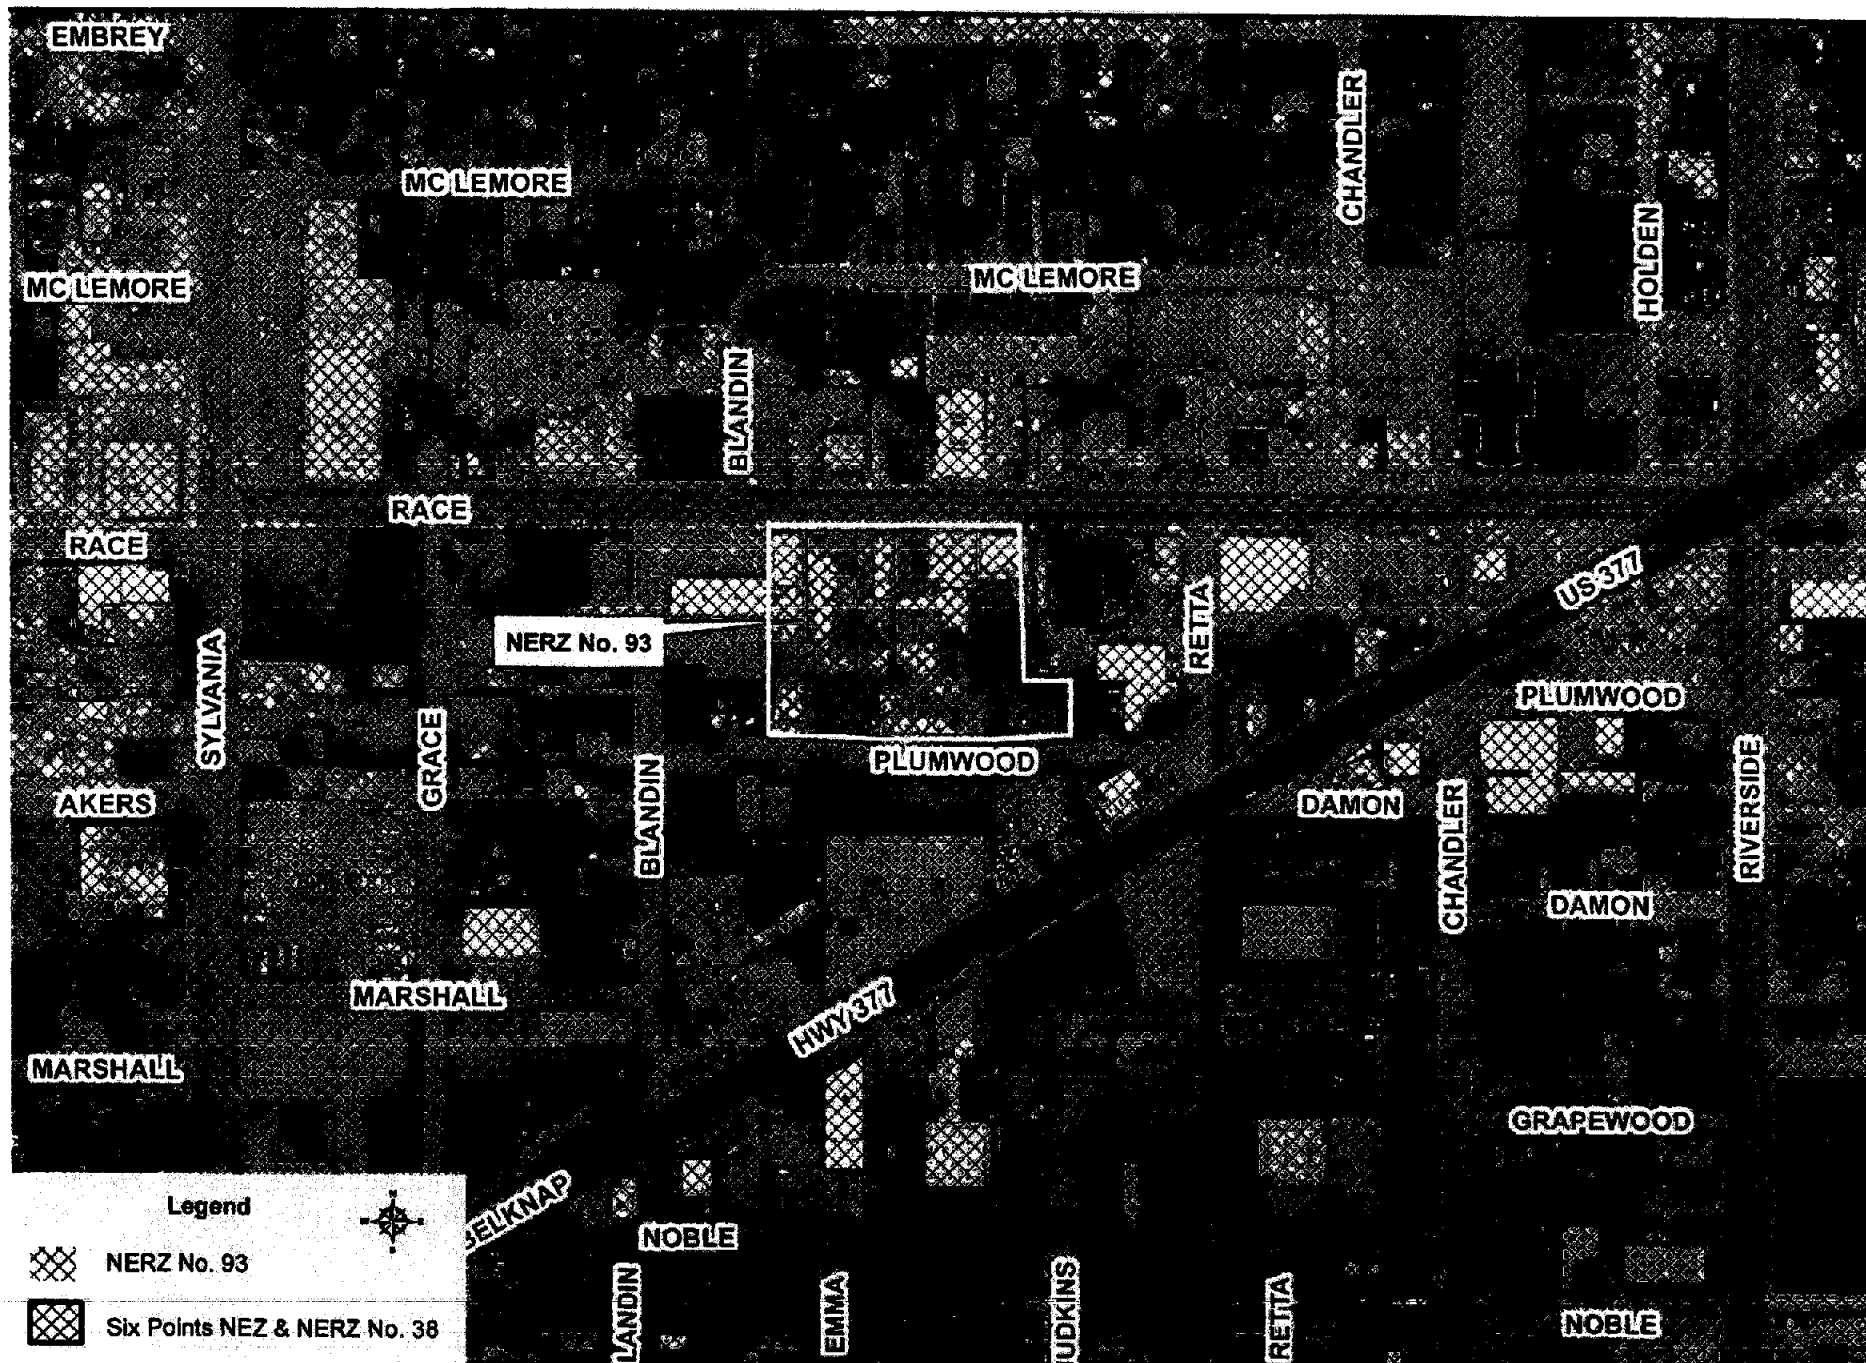 EMBREY
MC LEMORE
CHANDLER
HOLDEN
MC LEMORE
MC LEMORE
BLANDIN
RACE
RACE
NERZ No. 93
RETTA
US 377
SYLVANIA
GRACE
PLUMWOOD
PLUMWOOD
BLANDIN
AKERS
DAMON
CHANDLER
RIVERSIDE
DAMON
MARSHALL
HWY 377
MARSHALL
GRAPEWOOD
BELKNAP
NOBLE
LANDIN
EMMA
UDKINS
RETTA
NOBLE
Legend
NERZ No. 93
Six Points NEZ & NERZ No. 38